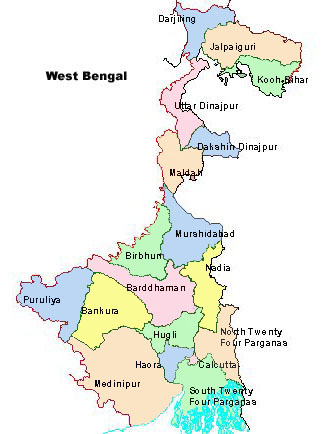 Darjiling
Jalpaiguri
West Bengal
Kooh Bihar
Uttar Dinajpur
Dakshin Dinajpur
Maldah
Murshidabad
Birbhum
Nadia
Barddhaman
Puruliya
Bankura
North Twenty
Four Parganas
Hugli
Haora
Calcutta
Medinipur
South Twenty
Four Parganas